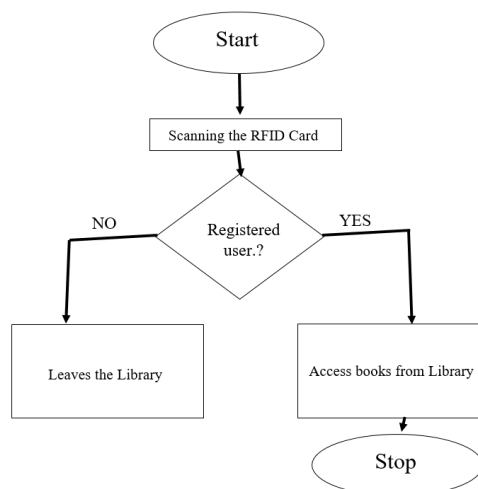 Start
Scanning the RFID Card
NO
YES
Registered
user.?
Leaves the Library
Access books from Library
Stop